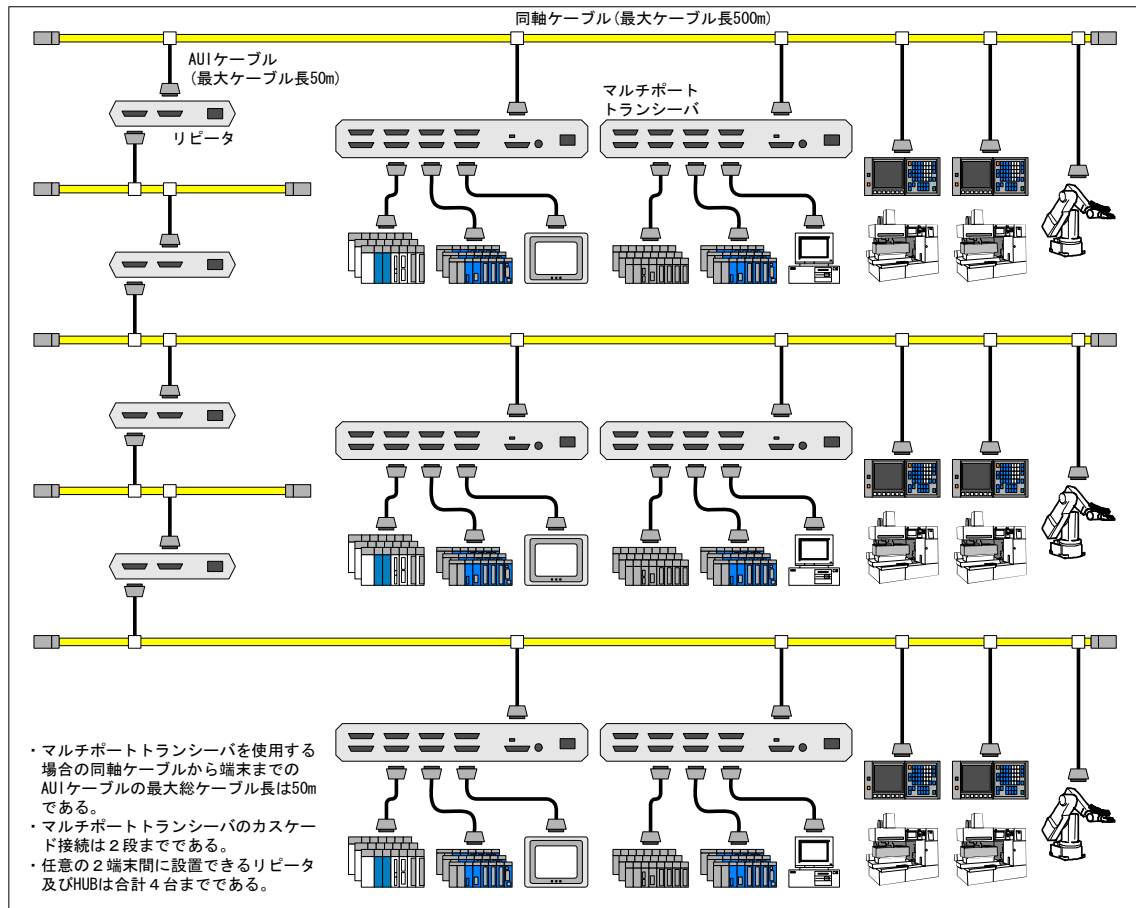 同軸ケーブル(最大ケーブル長500m)
AUIケーブル
(最大ケーブル長50m)
マルチポート
トランシーバ
リピータ
・マルチポートトランシーバを使用する
場合の同軸ケーブルから端末までの
AUIケーブルの最大総ケーブル長は50m
である。
・マルチポートトランシーバのカスケー
ド接続は２段までである。
・任意の２端末間に設置できるリピータ
及びHUBは合計４台までである。